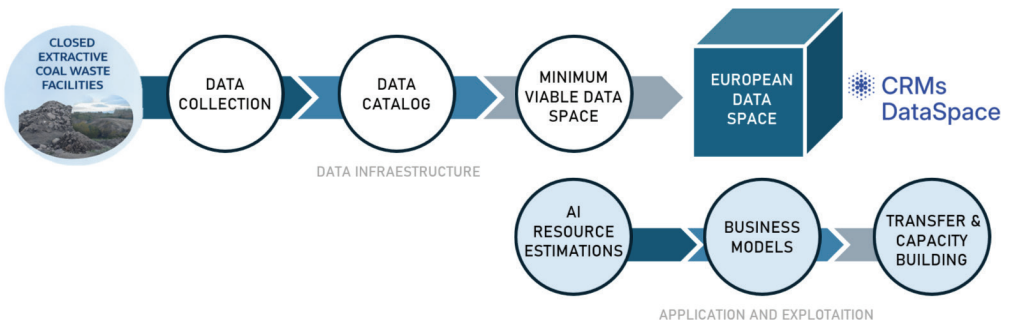 CLOSED
EXTRACTIVE
COAL WASTE
FACILITIES
DATA
COLLECTION
DATA
CATALOG
MINIMUM
VIABLE DATA
SPACE
EUROPEAN
DATA
SPACE
CRMs
DataSpace
DATA INFRAESTRUCTURE
AI
RESOURCE
ESTIMATIONS
BUSINESS
MODELS
TRANSFER &
CAPACITY
BUILDING
APPLICATION AND EXPLOTAITION